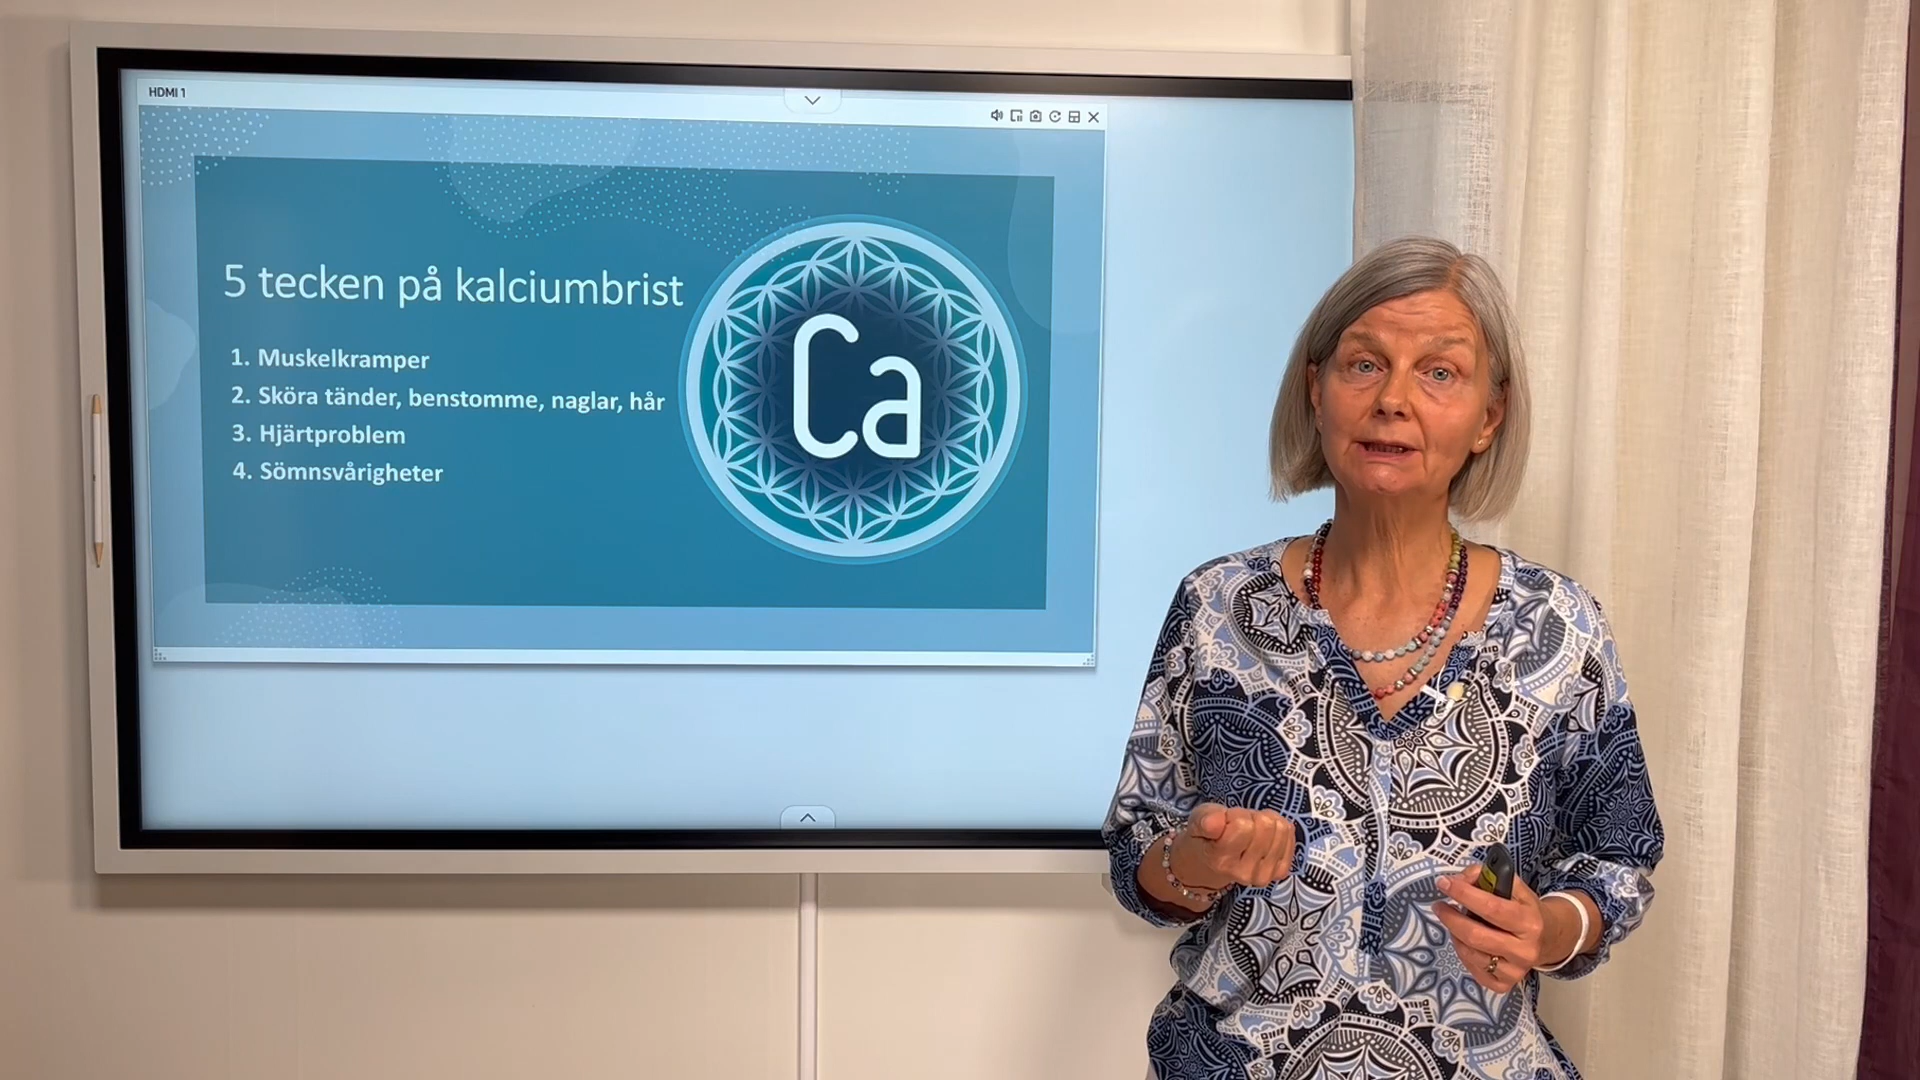 HDMI 1
5 tecken på kalciumbrist
1. Muskelkramper
2. Sköra tänder, benstomme, naglar, hår
3. Hjärtproblem
4. Sömnsvårigheter
Ca